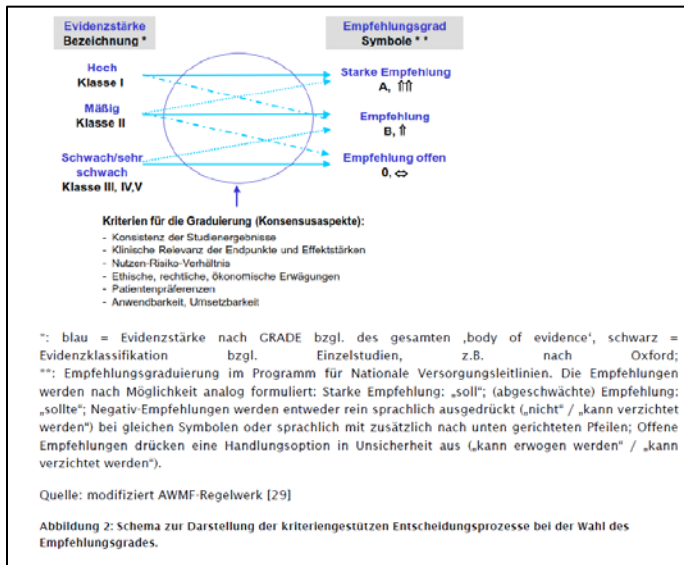 Evidenzstärke
Bezeichnung *
Empfehlungsgrad
Symbole * *
Hoch
Klasse I
Starke Empfehlung
A, ⇑⇑
Mäßig
Klasse II
Empfehlung
B, ⇑
Schwach/sehr
schwach
Klasse III, IV,V
Empfehlung offen
0, ⇔
Kriterien für die Graduierung (Konsensusaspekte):
- Konsistenz der Studienergebnisse
- Klinische Relevanz der Endpunkte und Effektstärken
- Nutzen-Risiko-Verhältnis
- Ethische, rechtliche, ökonomische Erwägungen
- Patientenpräferenzen
- Anwendbarkeit, Umsetzbarkeit
*: blau = Evidenzstärke nach GRADE bzgl. des gesamten ‚body of evidence‘, schwarz =
Evidenzklassifikation bzgl. Einzelstudien, z.B. nach Oxford;
**: Empfehlungsgraduierung im Programm für Nationale Versorgungsleitlinien. Die Empfehlungen
werden nach Möglichkeit analog formuliert: Starke Empfehlung: „soll“; (abgeschwächte) Empfehlung:
„sollte“; Negativ-Empfehlungen werden entweder rein sprachlich ausgedrückt („nicht“ / „kann verzichtet
werden“) bei gleichen Symbolen oder sprachlich mit zusätzlich nach unten gerichteten Pfeilen; Offene
Empfehlungen drücken eine Handlungsoption in Unsicherheit aus („kann erwogen werden“ / „kann
verzichtet werden“).
Quelle: modifiziert AWMF-Regelwerk [29]
Abbildung 2: Schema zur Darstellung der kriteriengestützen Entscheidungsprozesse bei der Wahl des
Empfehlungsgrades.